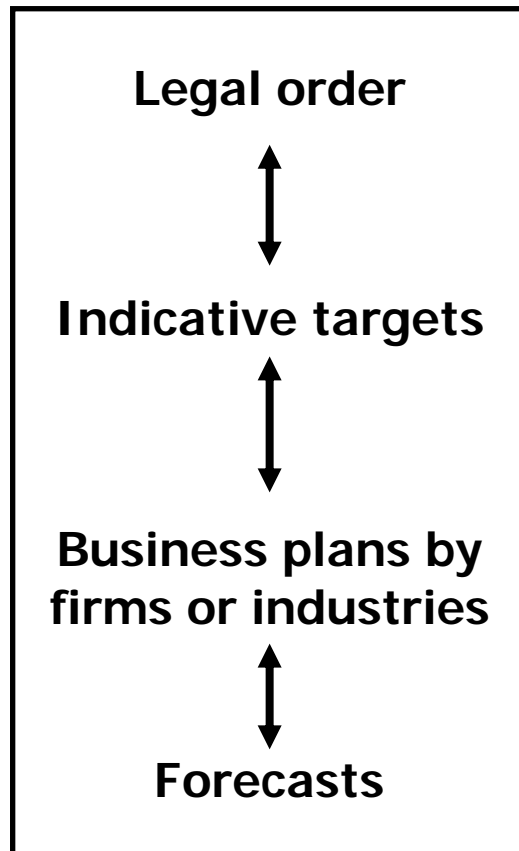 Legal order
Indicative targets
Business plans by
firms or industries
Forecasts